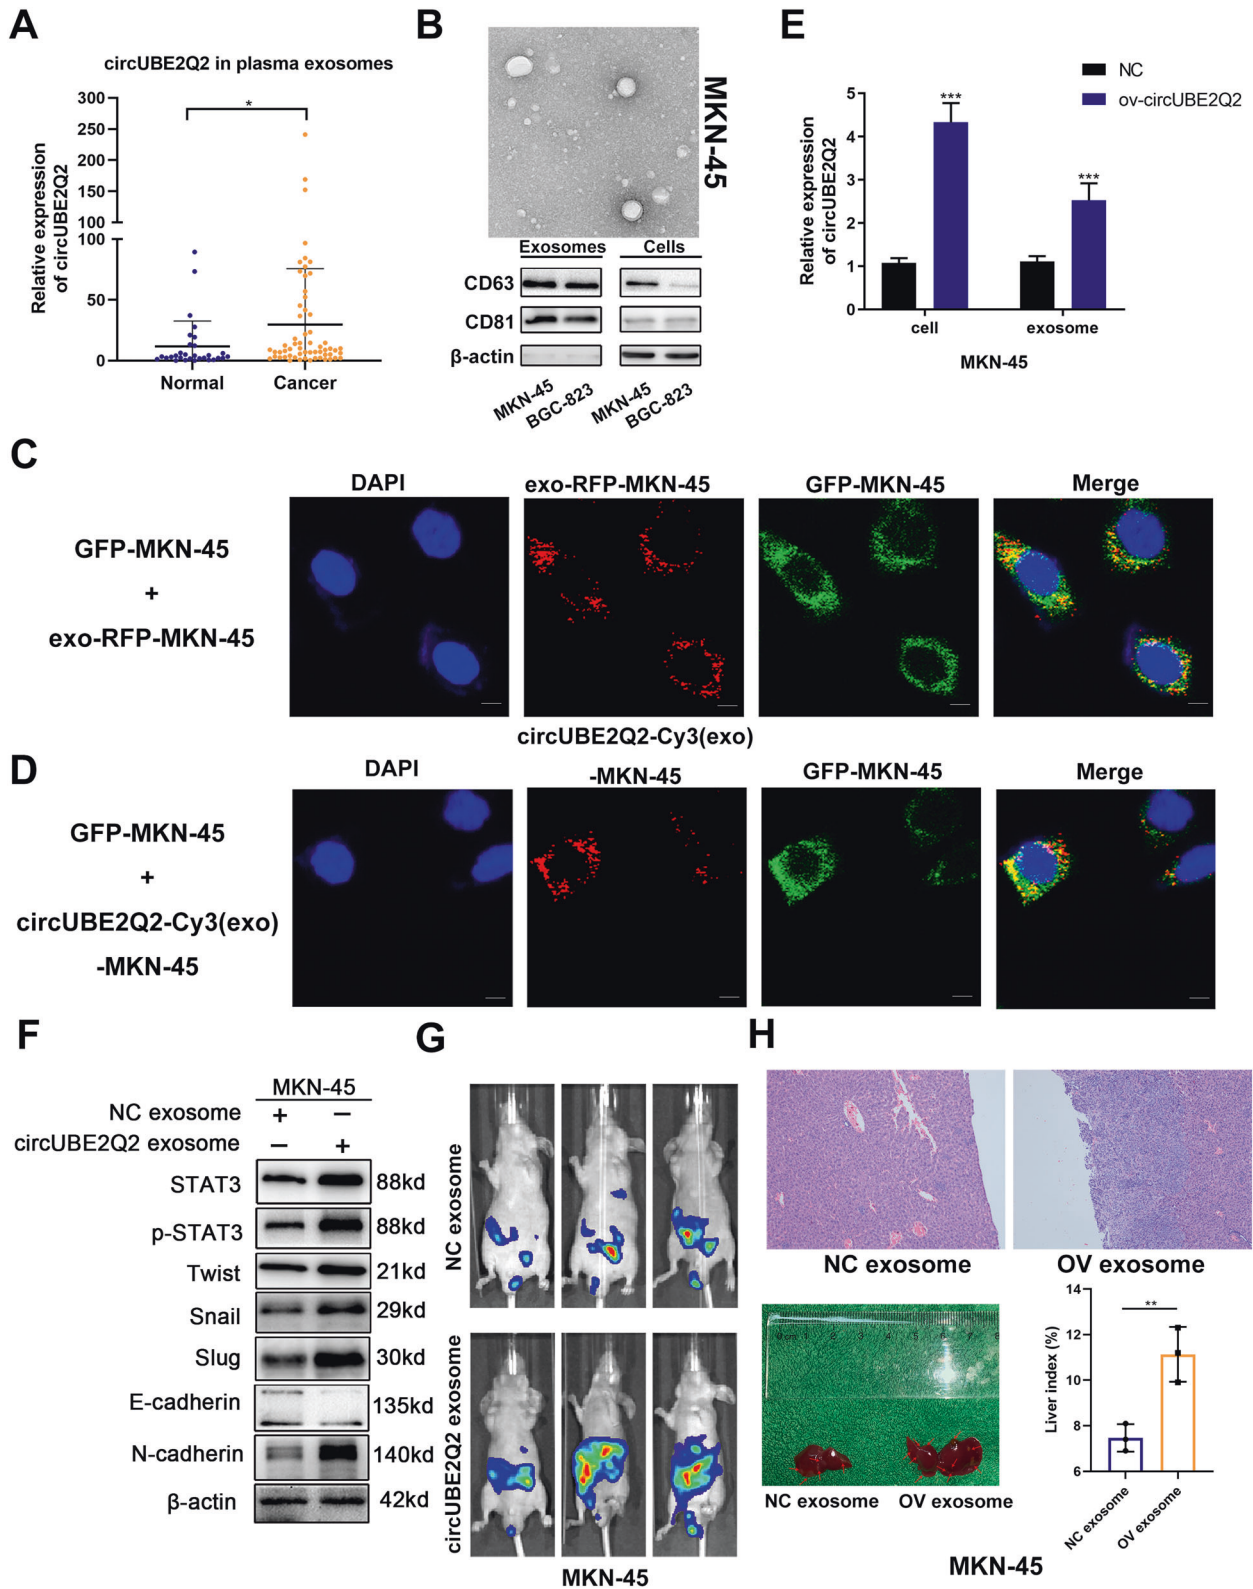 A
circUBE2Q2 in plasma exosomes
*
Relative expression
of circUBE2Q2
300
250
200
150
100
100
50
0
Normal
Cancer
B
MKN-45
Exosomes
Cells
CD63
CD81
β-actin
MKN-45
BGC-823
MKN-45
BGC-823
E
NC
ov-circUBE2Q2
Relative expression
of circUBE2Q2
5
4
3
2
1
0
***
***
cell
exosome
MKN-45
C
DAPI
exo-RFP-MKN-45
GFP-MKN-45
Merge
GFP-MKN-45
+
exo-RFP-MKN-45
D
DAPI
circUBE2Q2-Cy3(exo)
-MKN-45
GFP-MKN-45
Merge
GFP-MKN-45
+
circUBE2Q2-Cy3(exo)
-MKN-45
F
MKN-45
NC exosome + –
circUBE2Q2 exosome – +
STAT3 88kd
p-STAT3 88kd
Twist 21kd
Snail 29kd
Slug 30kd
E-cadherin 135kd
N-cadherin 140kd
β-actin 42kd
G
NC exosome
circUBE2Q2 exosome
MKN-45
H
NC exosome
OV exosome
NC exosome
OV exosome
Liver index (%)
14
12
10
8
6
**
NC exosome
OV exosome
MKN-45